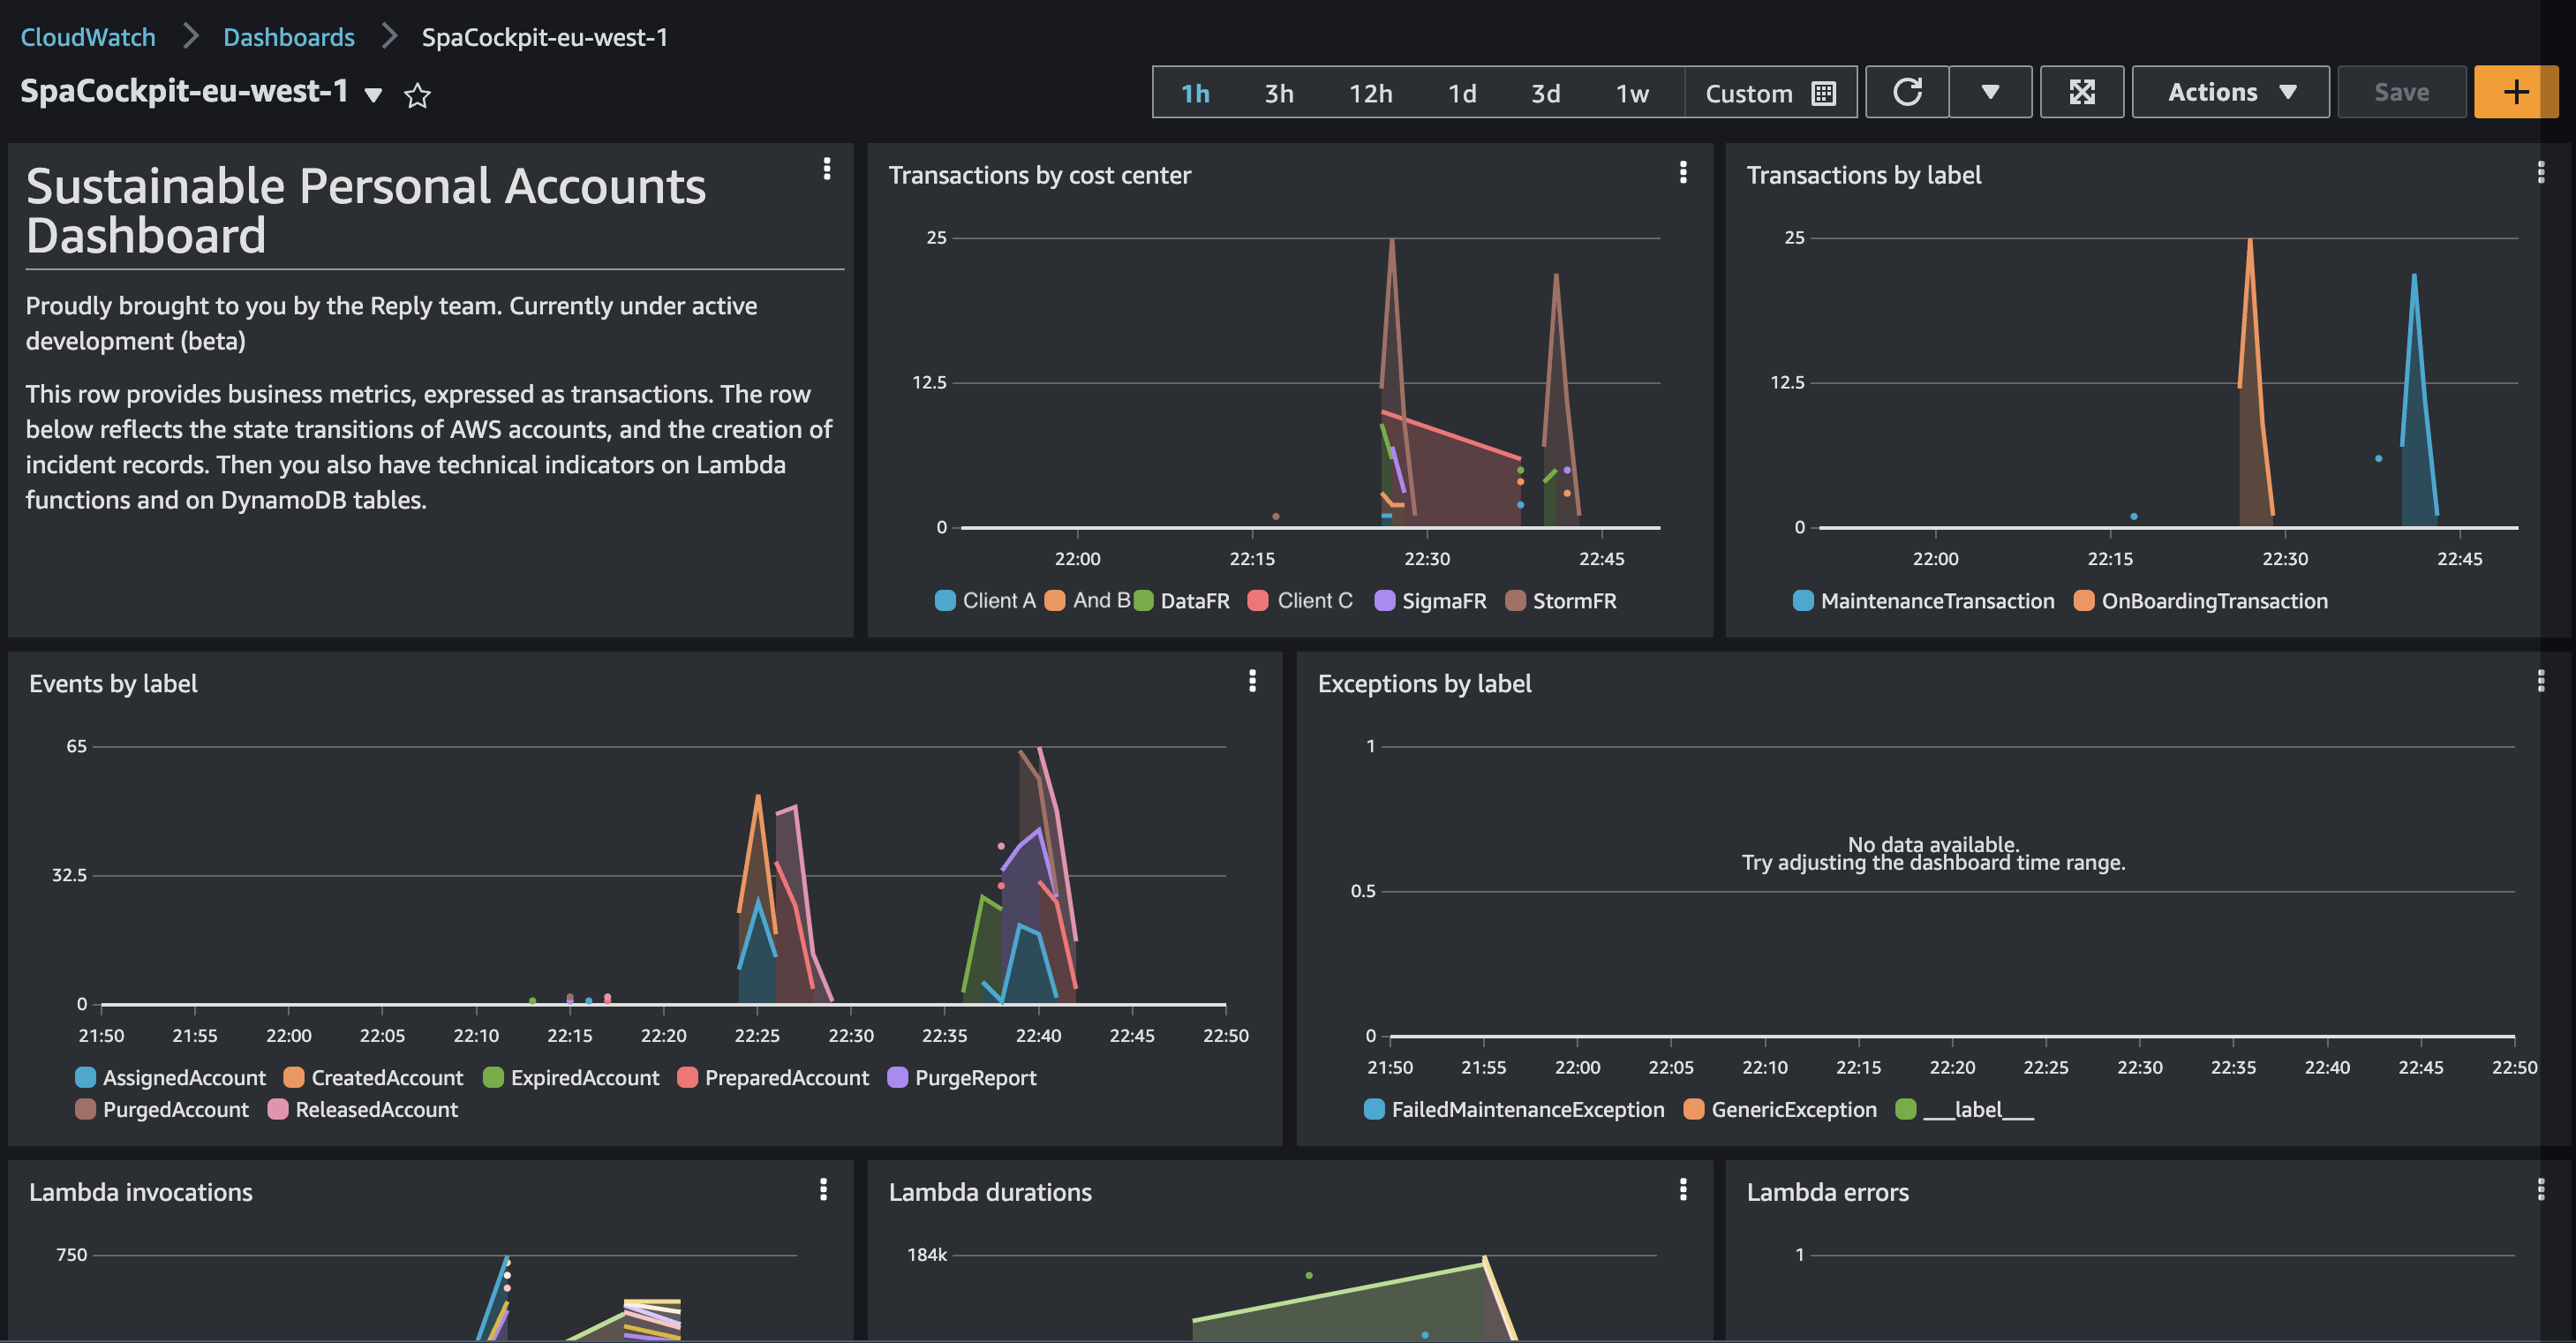 CloudWatch Dashboards SpaCockpit-eu-west-1
SpaCockpit-eu-west-1
1h 3h 12h 1d 3d 1w Custom Actions Save
Sustainable Personal Accounts
Dashboard
Proudly brought to you by the Reply team. Currently under active
development (beta)
This row provides business metrics, expressed as transactions. The row
below reflects the state transitions of AWS accounts, and the creation of
incident records. Then you also have technical indicators on Lambda
functions and on DynamoDB tables.
Transactions by cost center
25
12.5
0
22:00 22:15 22:30 22:45
Client A And B DataFR Client C SigmaFR StormFR
Transactions by label
25
12.5
0
22:00 22:15 22:30 22:45
MaintenanceTransaction OnBoardingTransaction
Events by label
65
32.5
0
21:50 21:55 22:00 22:05 22:10 22:15 22:20 22:25 22:30 22:35 22:40 22:45 22:50
AssignedAccount CreatedAccount ExpiredAccount PreparedAccount PurgeReport
PurgedAccount ReleasedAccount
Exceptions by label
1
No data available.
Try adjusting the dashboard time range.
0.5
0
21:50 21:55 22:00 22:05 22:10 22:15 22:20 22:25 22:30 22:35 22:40 22:45 22:50
FailedMaintenanceException GenericException ___label___
Lambda invocations
750
Lambda durations
184k
Lambda errors
1